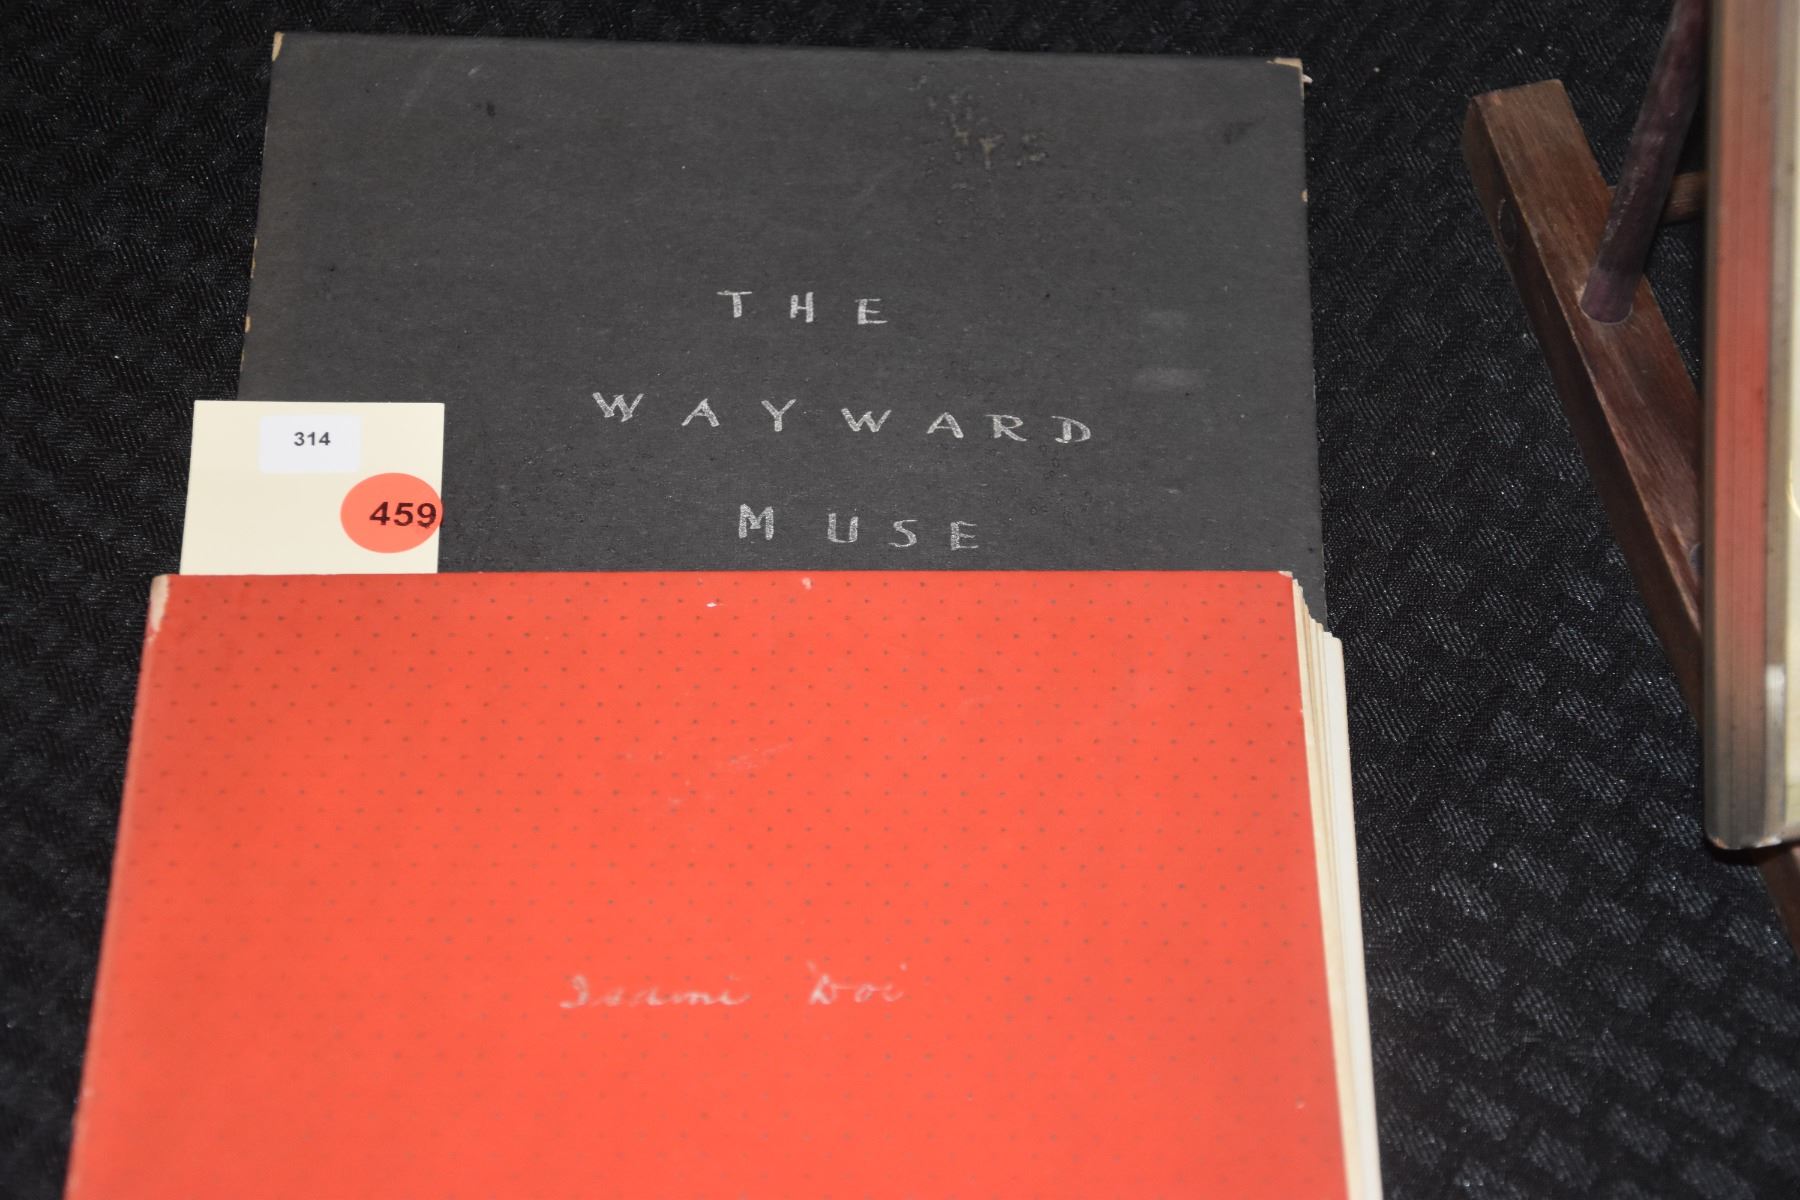 THE
WAYWARD
MUSE
314
459
Isami Doi